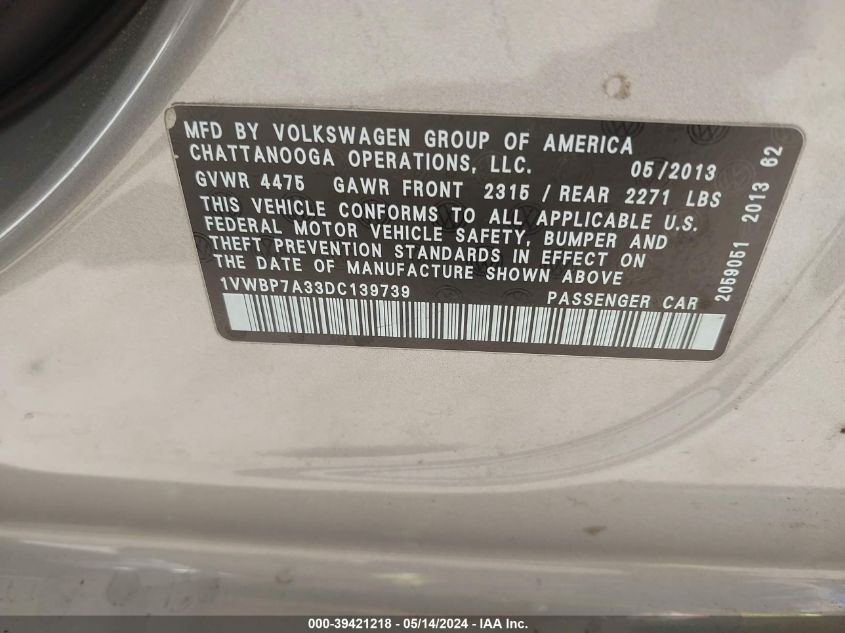 MFD BY VOLKSWAGEN GROUP OF AMERICA
CHATTANOOGA OPERATIONS, LLC. 05/2013
GVWR 4475 GAWR FRONT 2315 / REAR 2271 LBS
THIS VEHICLE CONFORMS TO ALL APPLICABLE U.S.
FEDERAL MOTOR VEHICLE SAFETY, BUMPER AND
THEFT PREVENTION STANDARDS IN EFFECT ON
THE DATE OF MANUFACTURE SHOWN ABOVE
1VWBP7A33DC139739 PASSENGER CAR
2059051 2013 62
000-39421218 - 05/14/2024 - IAA Inc.